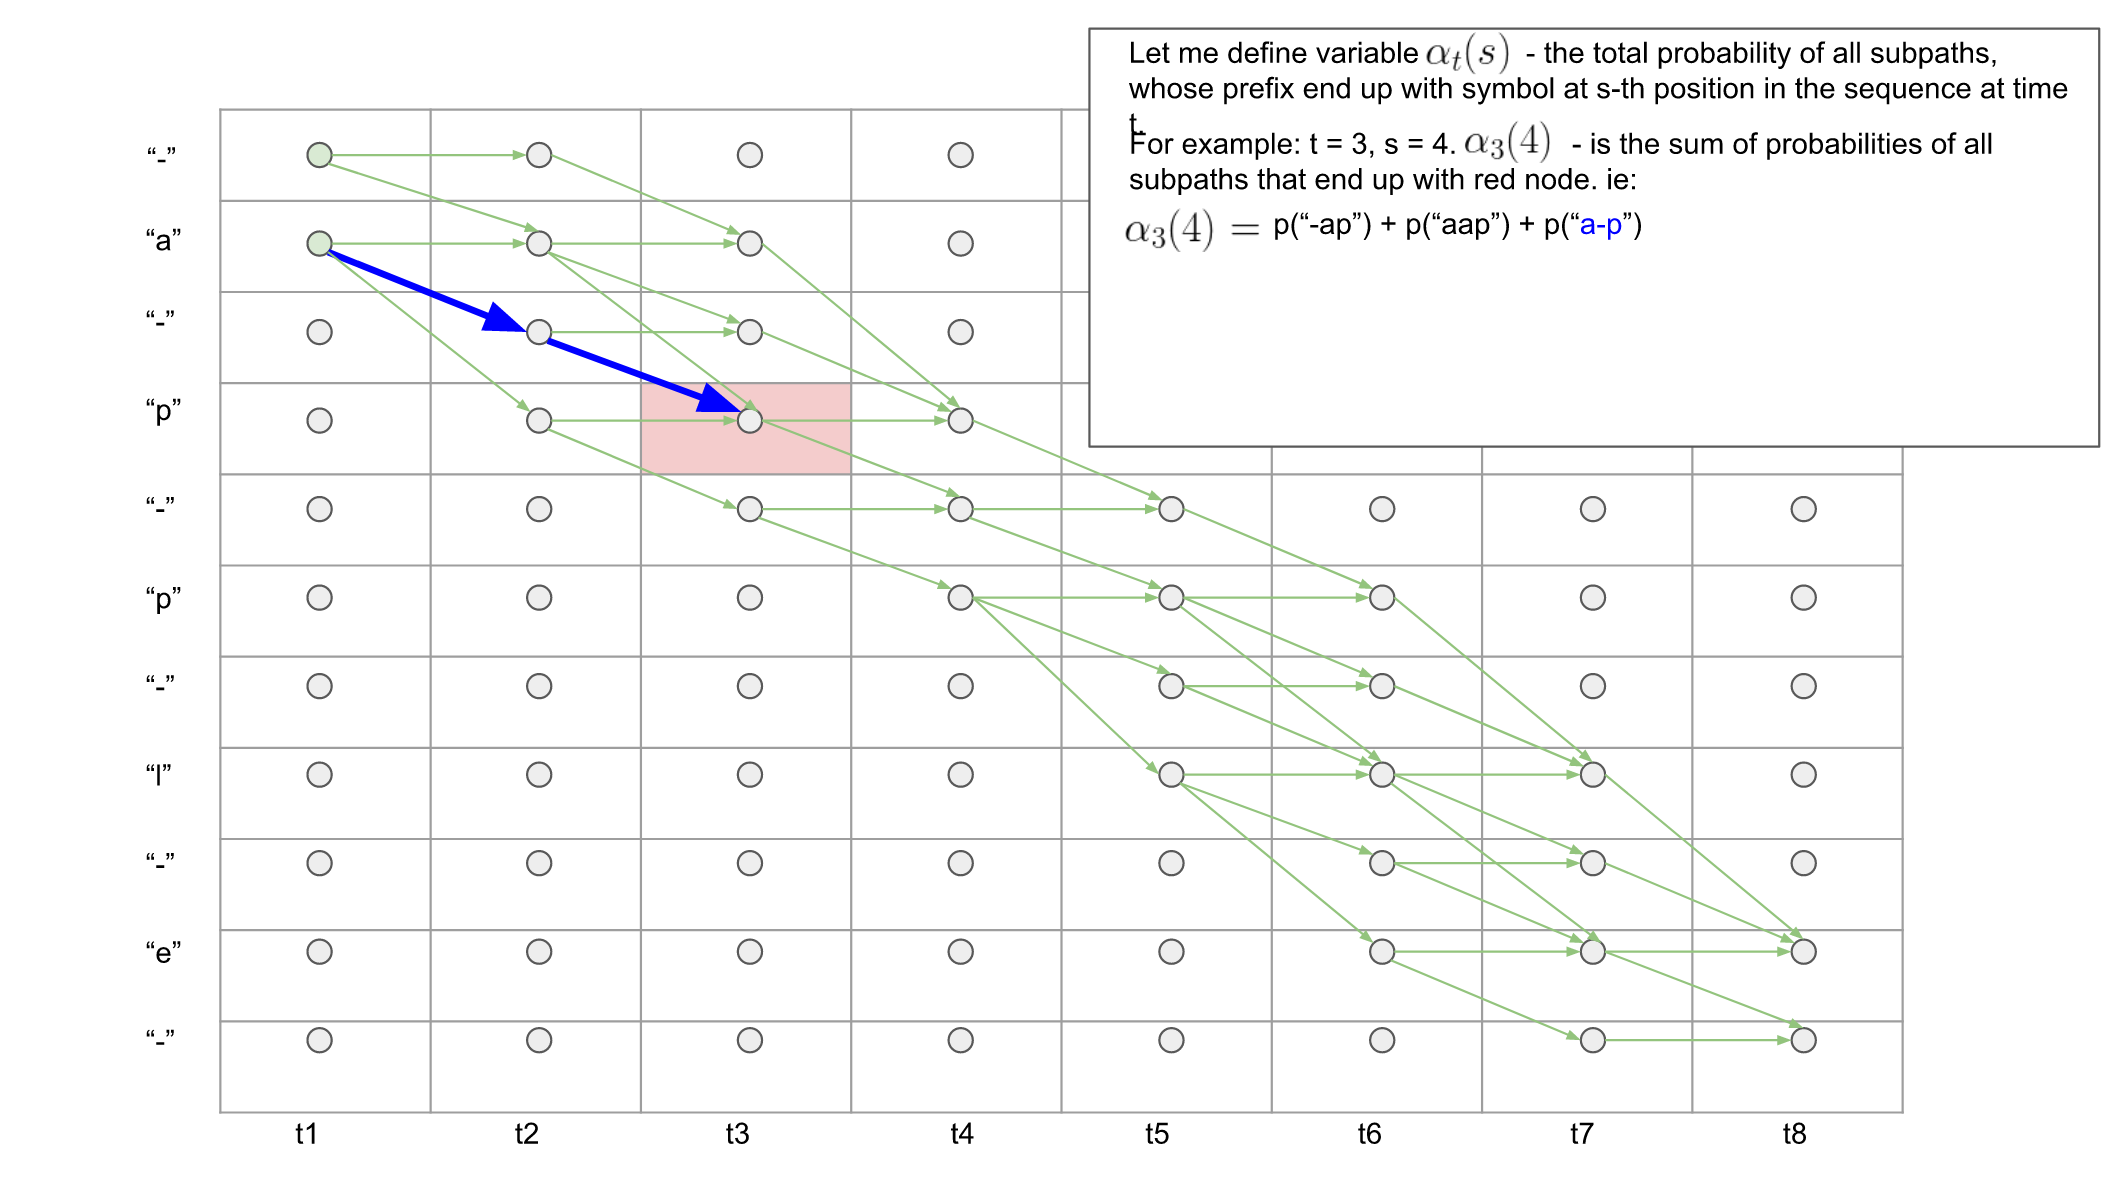 Let me define variable αₜ(s) - the total probability of all subpaths,
whose prefix end up with symbol at s-th position in the sequence at time
t.
For example: t = 3, s = 4. α₃(4) - is the sum of probabilities of all
subpaths that end up with red node. ie:
α₃(4) = p(“-ap”) + p(“aap”) + p(“a-p”)
“-”
“a”
“-”
“p”
“-”
“p”
“-”
“l”
“-”
“e”
“-”
t1 t2 t3 t4 t5 t6 t7 t8